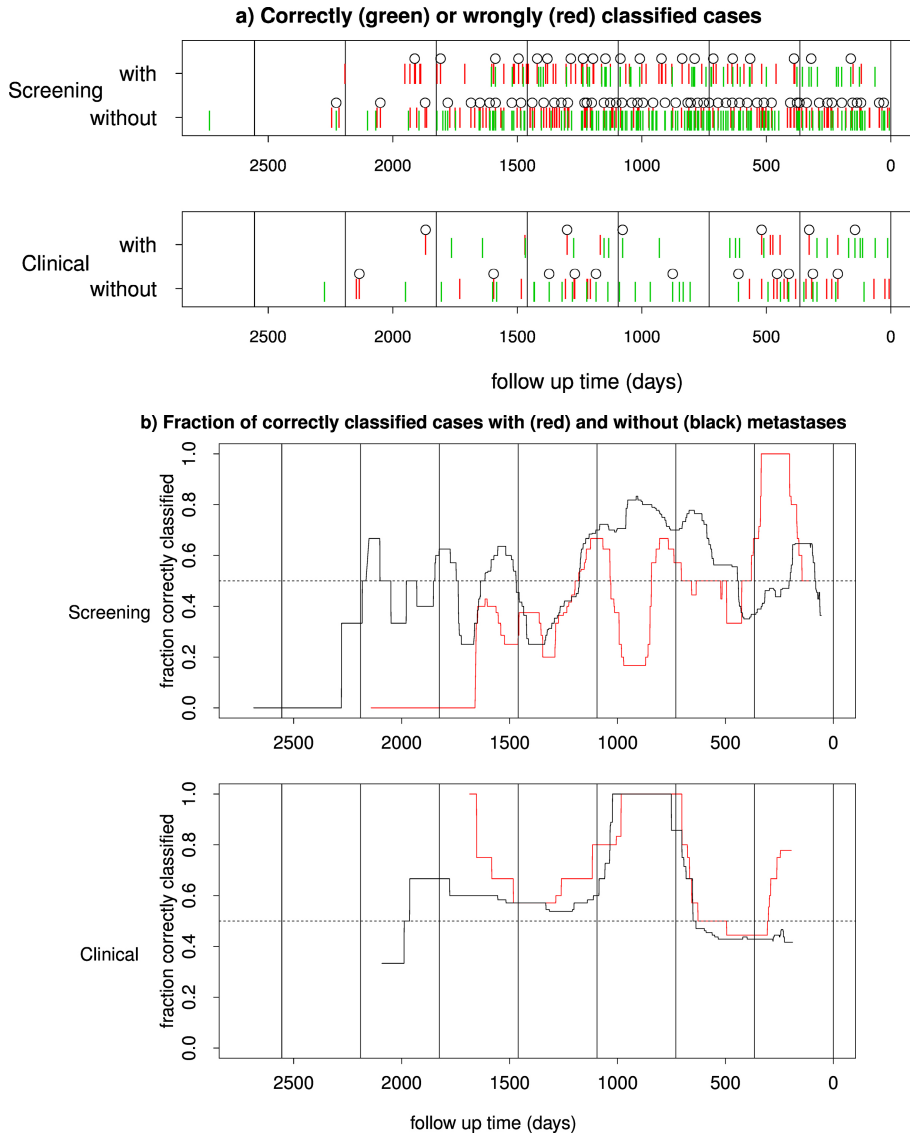 a) Correctly (green) or wrongly (red) classified cases
Screening
with
without
2500 2000 1500 1000 500 0
Clinical
with
without
2500 2000 1500 1000 500 0
follow up time (days)
b) Fraction of correctly classified cases with (red) and without (black) metastases
Screening
fraction correctly classified
0.0 0.2 0.4 0.6 0.8 1.0
2500 2000 1500 1000 500 0
Clinical
fraction correctly classified
0.0 0.2 0.4 0.6 0.8 1.0
2500 2000 1500 1000 500 0
follow up time (days)